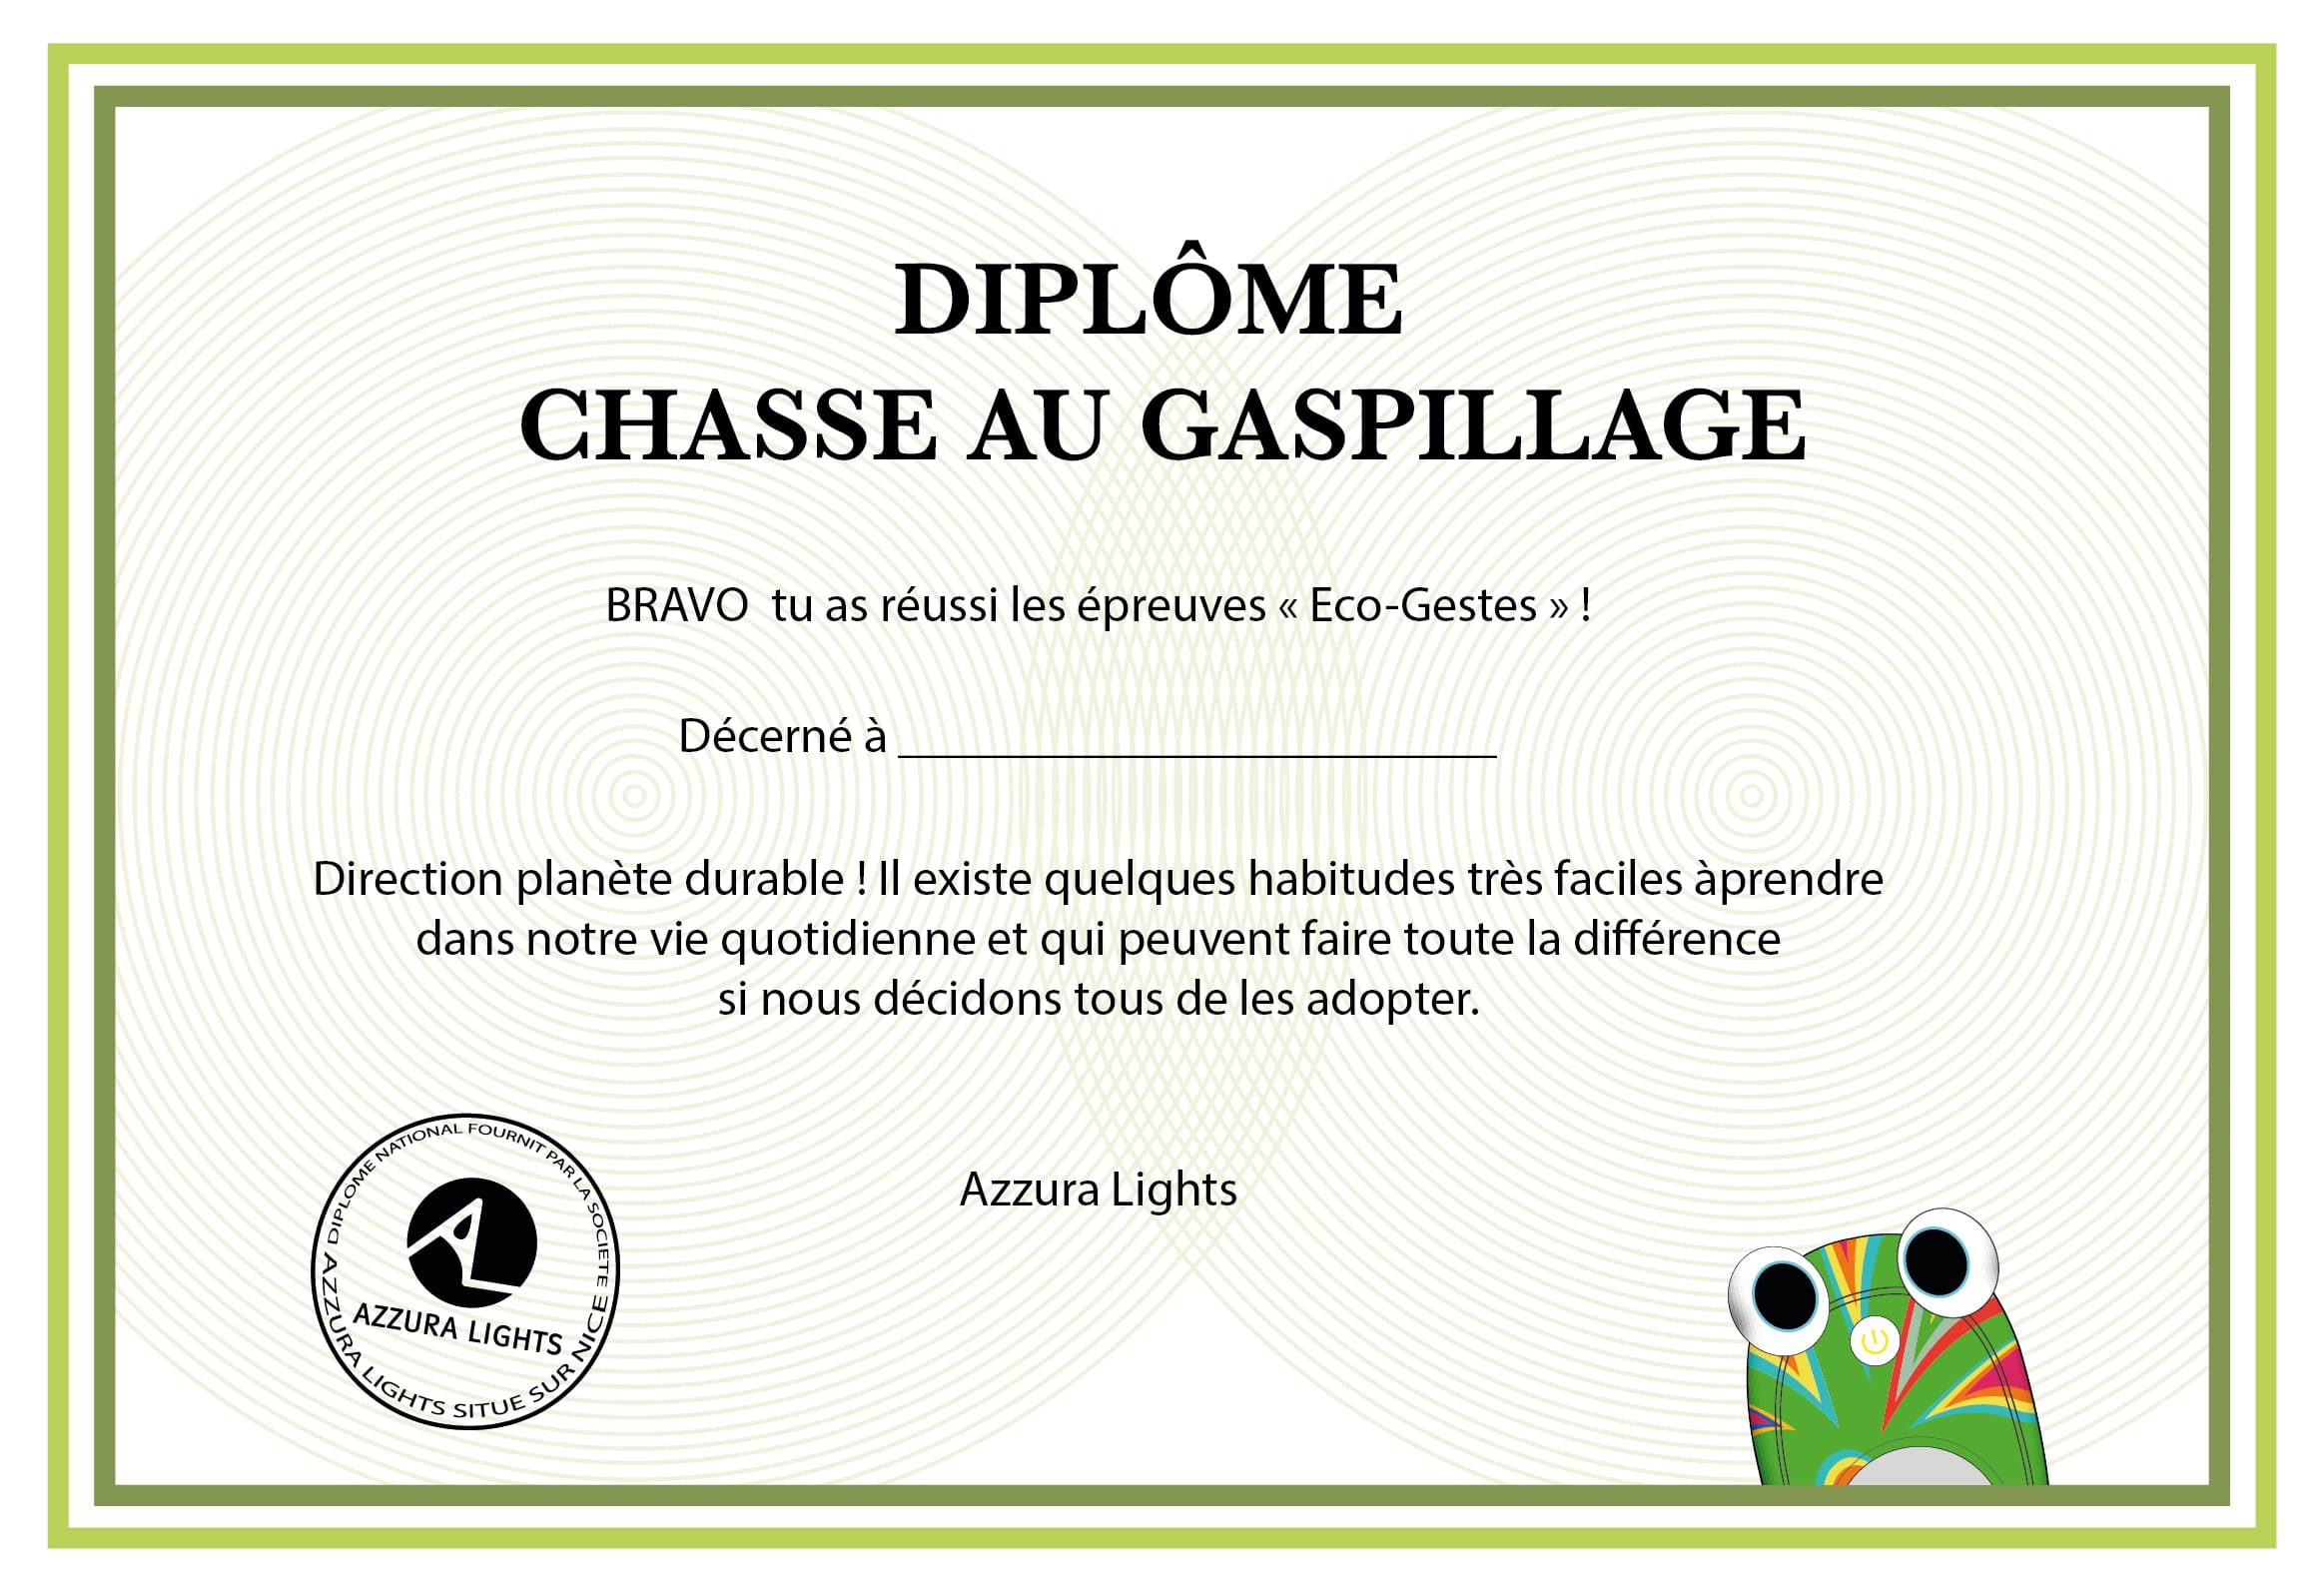 DIPLÔME
CHASSE AU GASPILLAGE
BRAVO  tu as réussi les épreuves « Eco-Gestes » !
Décerné à _________________________
Direction planète durable ! Il existe quelques habitudes très faciles àprendre
dans notre vie quotidienne et qui peuvent faire toute la différence
si nous décidons tous de les adopter.
Azzura Lights
DIPLOME NATIONAL FOURNIT PAR LA SOCIETE
AZZURA LIGHTS SITUE SUR NICE
AL
AZZURA LIGHTS